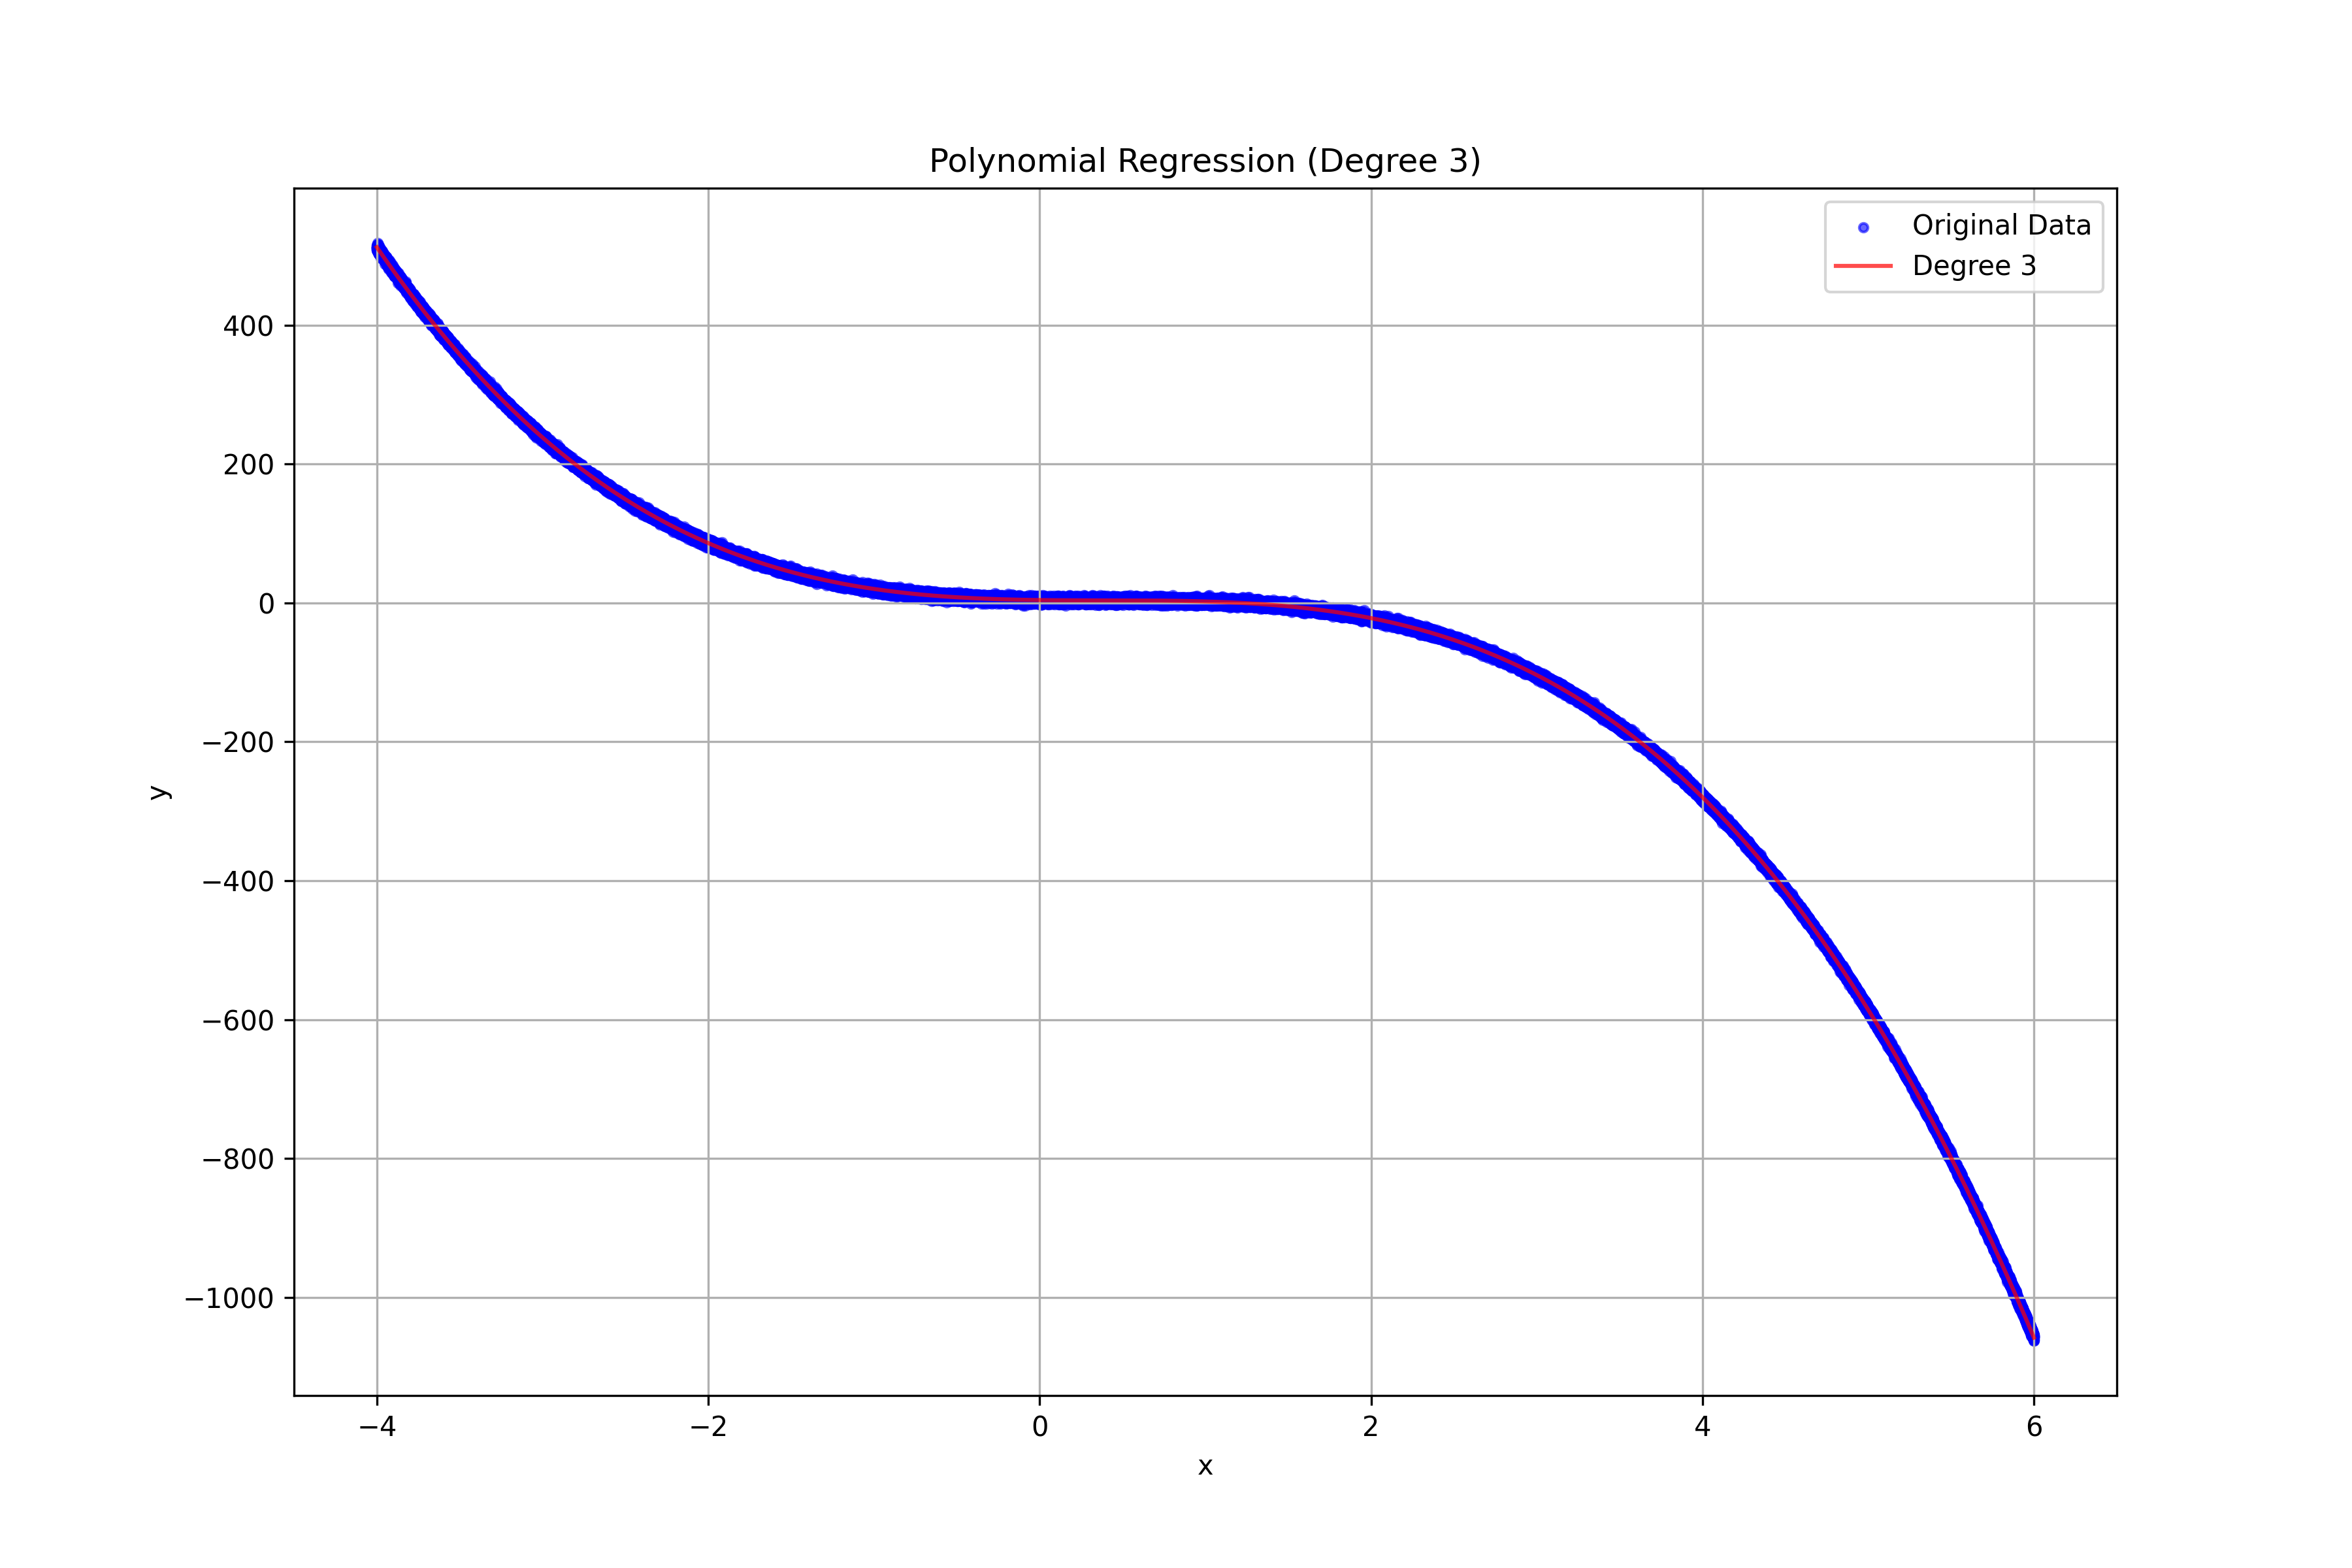 Polynomial Regression (Degree 3)
Original Data
Degree 3
400
200
0
−200
−400
−600
−800
−1000
y
−4 −2 0 2 4 6
x